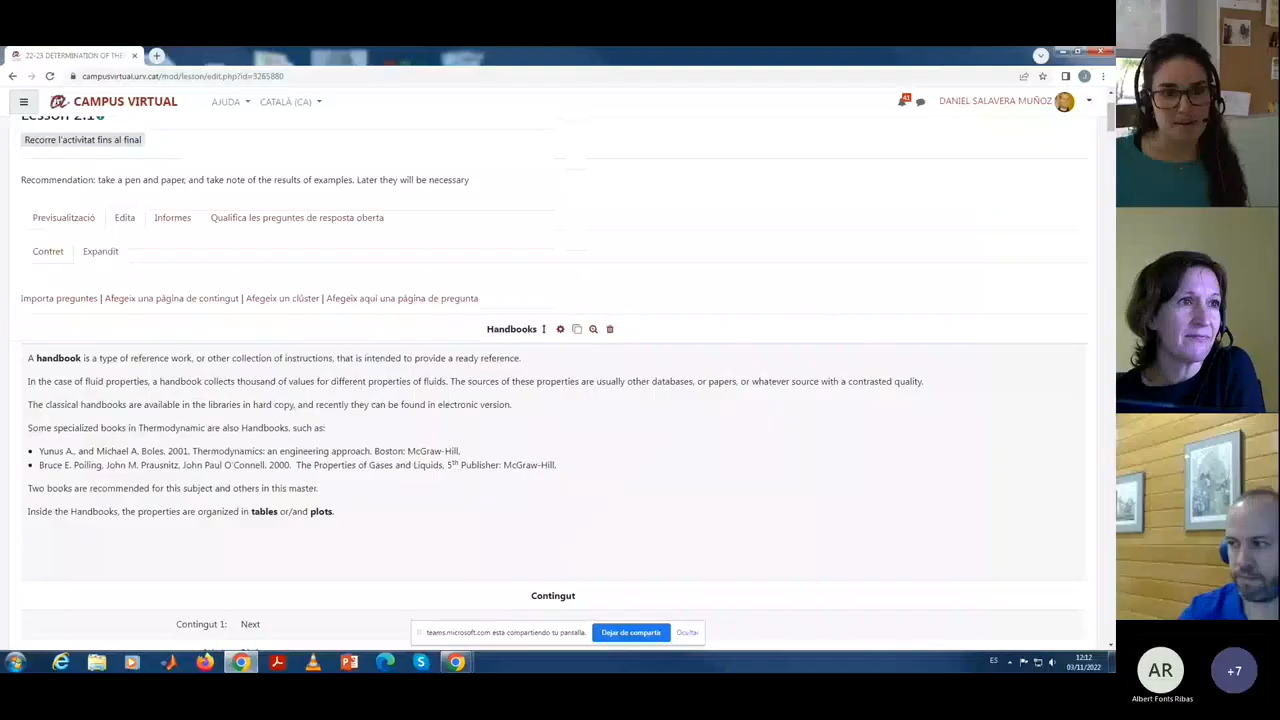 22-23 DETERMINATION OF THE
campusvirtual.urv.cat/mod/lesson/edit.php?id=3265880
J
CAMPUS VIRTUAL
AJUDA
CATALÀ (CA)
41
DANIEL SALAVERA MUÑOZ
Lesson 2.1
Recorre l'activitat fins al final
Recommendation: take a pen and paper, and take note of the results of examples. Later they will be necessary
Previsualització
Edita
Informes
Qualifica les preguntes de resposta oberta
Contret
Expandit
Importa preguntes | Afegeix una pàgina de contingut | Afegeix un clúster | Afegeix aquí una pàgina de pregunta
Handbooks
A handbook is a type of reference work, or other collection of instructions, that is intended to provide a ready reference.
In the case of fluid properties, a handbook collects thousand of values for different properties of fluids. The sources of these properties are usually other databases, or papers, or whatever source with a contrasted quality.
The classical handbooks are available in the libraries in hard copy, and recently they can be found in electronic version.
Some specialized books in Thermodynamic are also Handbooks, such as:
• Yunus A., and Michael A. Boles. 2001. Thermodynamics: an engineering approach. Boston: McGraw-Hill,
• Bruce E. Poiling, John M. Prausnitz, John Paul O'Connell. 2000. The Properties of Gases and Liquids, 5th Publisher: McGraw-Hill,
Two books are recommended for this subject and others in this master.
Inside the Handbooks, the properties are organized in tables or/and plots.
Contingut
Contingut 1: Next
teams.microsoft.com está compartiendo tu pantalla.
Dejar de compartir
Ocultar
ES
12:12
03/11/2022
AR
Albert Fonts Ribas
+7